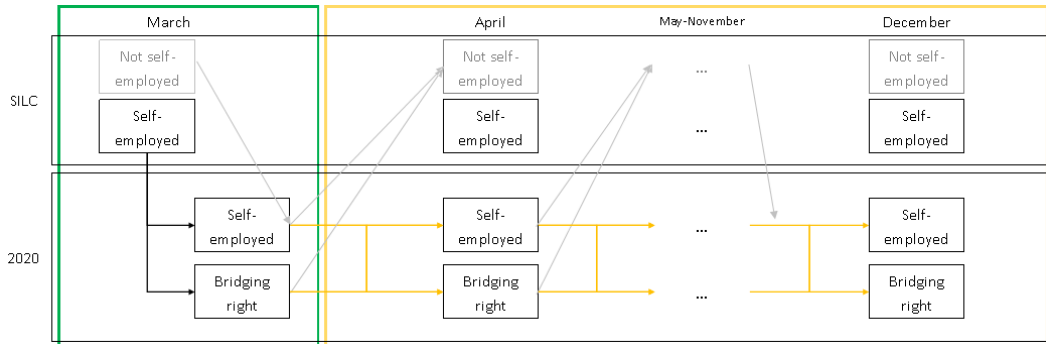 March
April
May-November
December
SILC
Not self-
employed
Not self-
employed
...
Not self-
employed
Self-
employed
Self-
employed
...
Self-
employed
2020
Self-
employed
Self-
employed
...
Self-
employed
Bridging
right
Bridging
right
...
Bridging
right